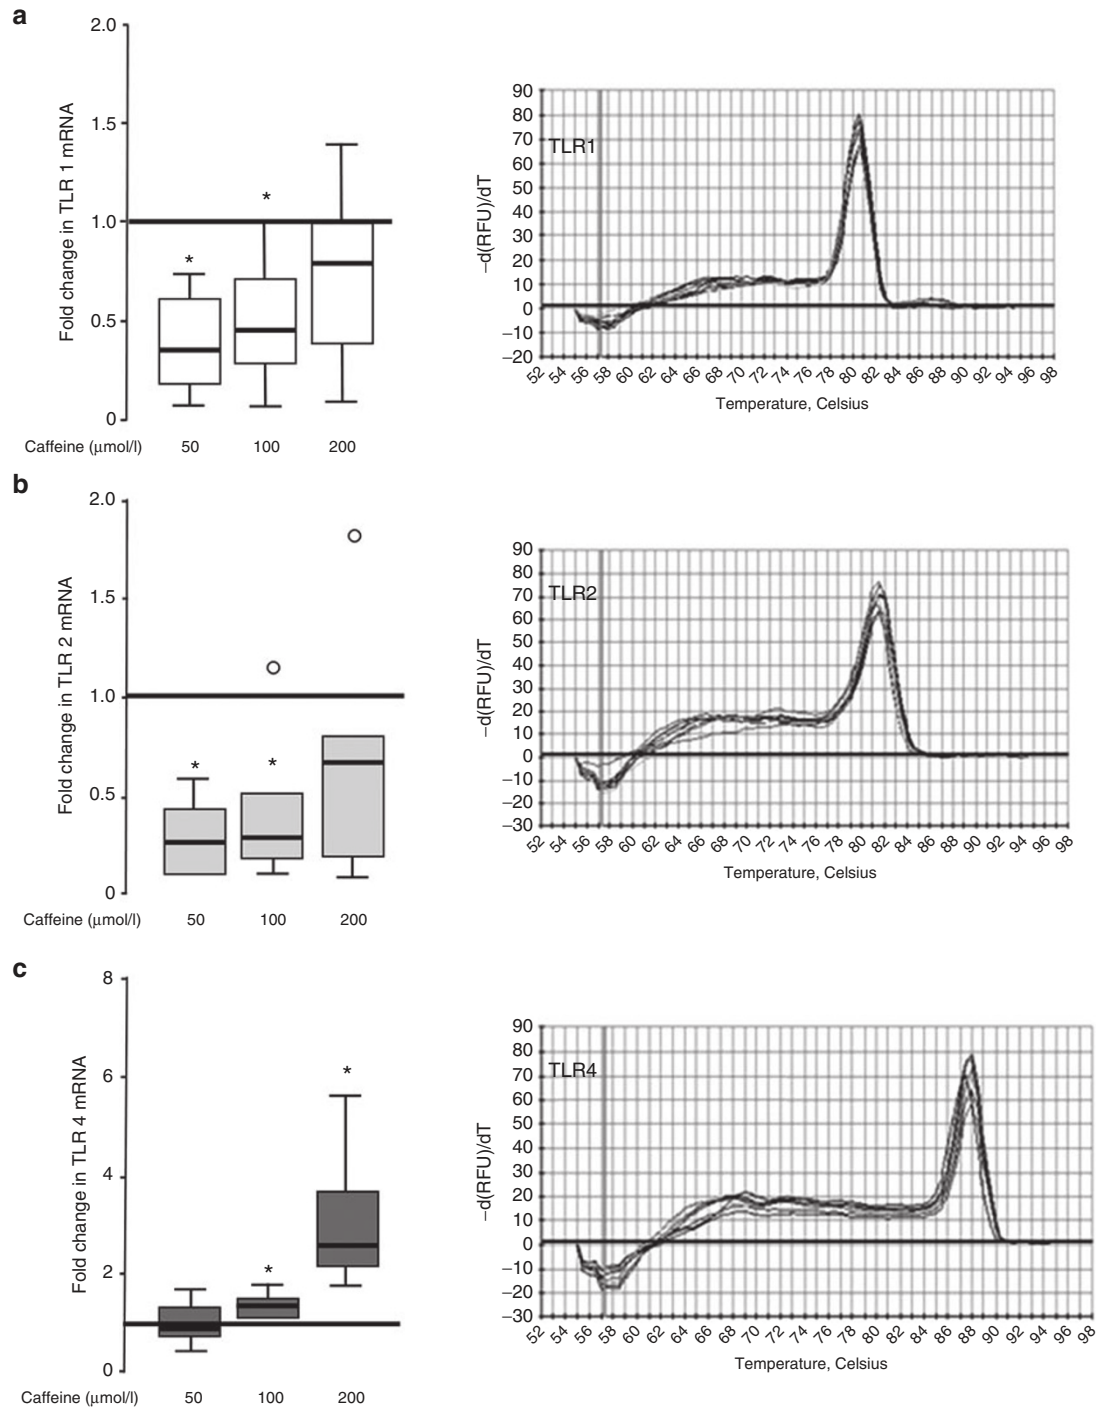 a
Fold change in TLR 1 mRNA
2.0
1.5
1.0
0.5
0
*
*
Caffeine (μmol/l) 50 100 200
TLR1
–d(RFU)/dT
90
80
70
60
50
40
30
20
10
0
–10
–20
52 54 56 58 60 62 64 66 68 70 72 74 76 78 80 82 84 86 88 90 92 94 96 98
Temperature, Celsius
b
Fold change in TLR 2 mRNA
2.0
1.5
1.0
0.5
0
*
*
Caffeine (μmol/l) 50 100 200
TLR2
–d(RFU)/dT
90
80
70
60
50
40
30
20
10
0
–10
–20
–30
52 54 56 58 60 62 64 66 68 70 72 74 76 78 80 82 84 86 88 90 92 94 96 98
Temperature, Celsius
c
Fold change in TLR 4 mRNA
8
6
4
2
0
*
*
Caffeine (μmol/l) 50 100 200
TLR4
–d(RFU)/dT
90
80
70
60
50
40
30
20
10
0
–10
–20
–30
52 54 56 58 60 62 64 66 68 70 72 74 76 78 80 82 84 86 88 90 92 94 96 98
Temperature, Celsius